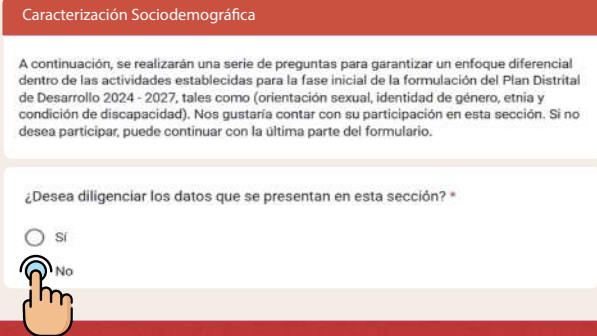 Caracterización Sociodemográfica
A continuación, se realizarán una serie de preguntas para garantizar un enfoque diferencial
dentro de las actividades establecidas para la fase inicial de la formulación del Plan Distrital
de Desarrollo 2024 - 2027, tales como (orientación sexual, identidad de género, etnia y
condición de discapacidad). Nos gustaría contar con su participación en esta sección. Si no
desea participar, puede continuar con la última parte del formulario.
¿Desea diligenciar los datos que se presentan en esta sección? *
Sí
No